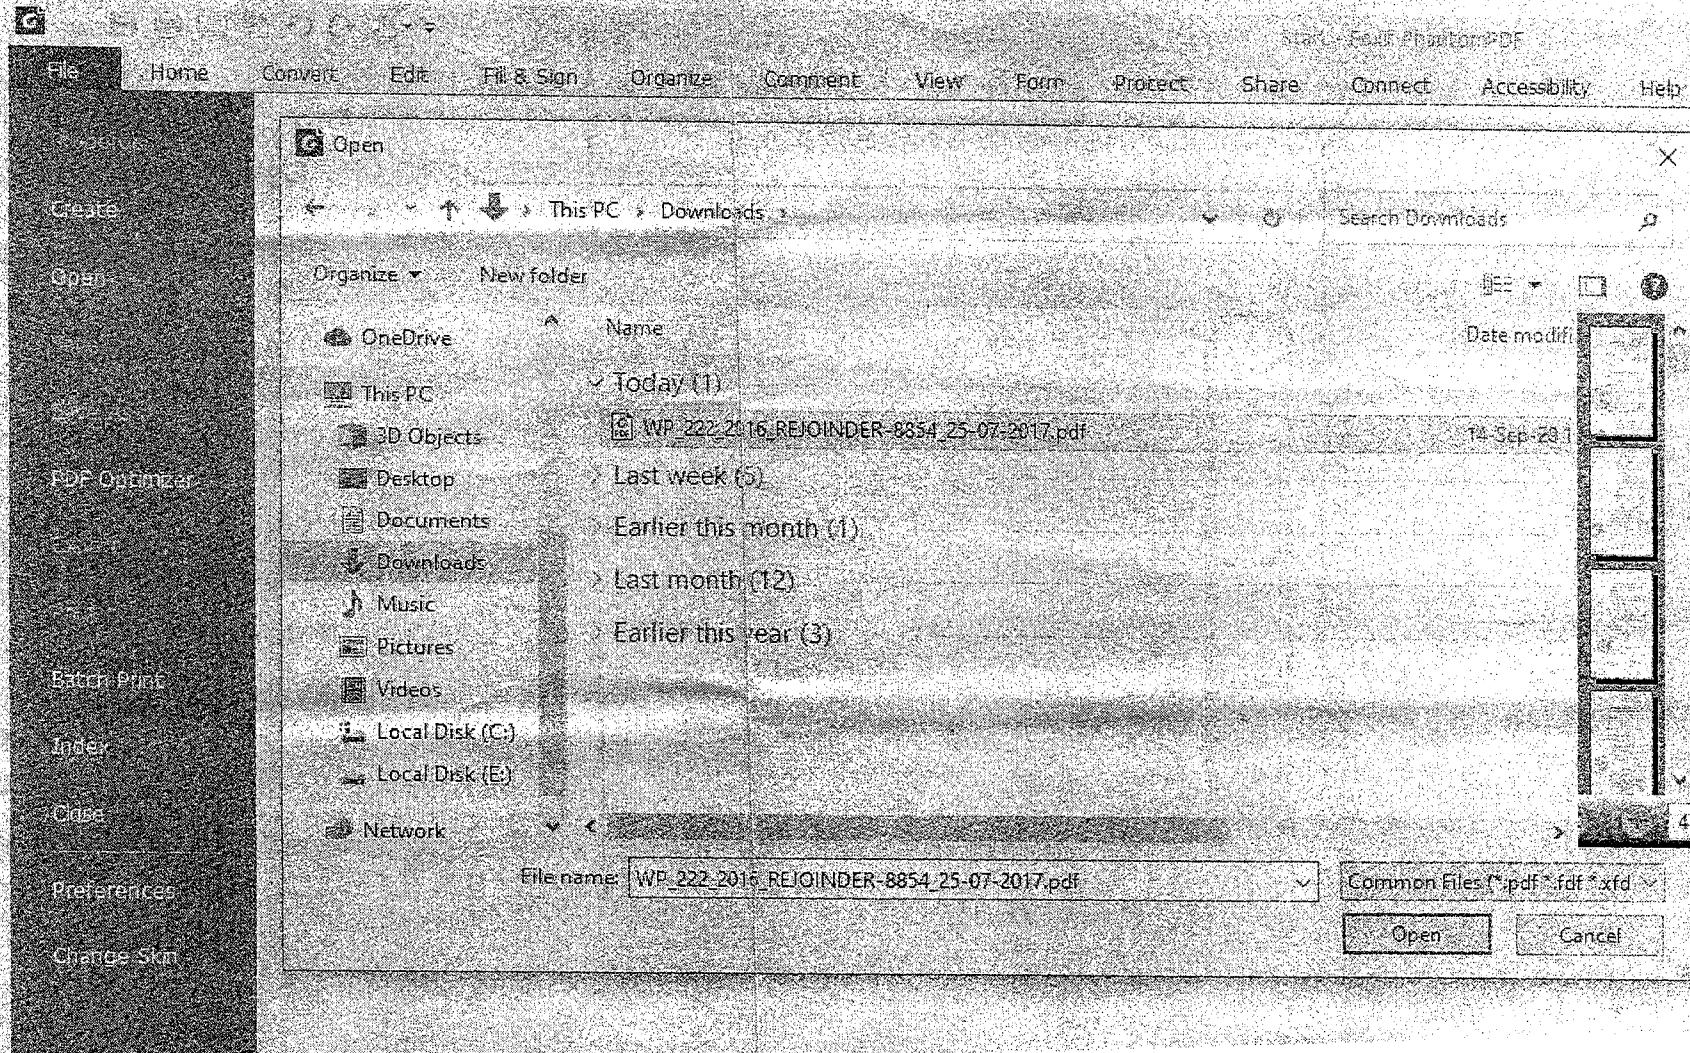 Start - Foxit PhantomPDF
File Home Convert Edit Fill & Sign Organize Comment View Form Protect Share Connect Accessibility Help
Open
This PC > Downloads >
Search Downloads
Create
Open
Organize
New folder
Name
Date modifi
OneDrive
This PC
Today (1)
3D Objects
WP_222_2016_REJOINDER-8854_25-07-2017.pdf
Desktop
Last week (5)
PDF Optimizer
Documents
Earlier this month (1)
Downloads
Last month (12)
Music
Earlier this year (3)
Pictures
Batch Print
Videos
Local Disk (C:)
Index
Local Disk (E:)
Close
Network
4
File name: WP_222_2016_REJOINDER-8854_25-07-2017.pdf
Common Files (*.pdf *.fdf *.xfd
Preferences
Open
Cancel
Change Skin